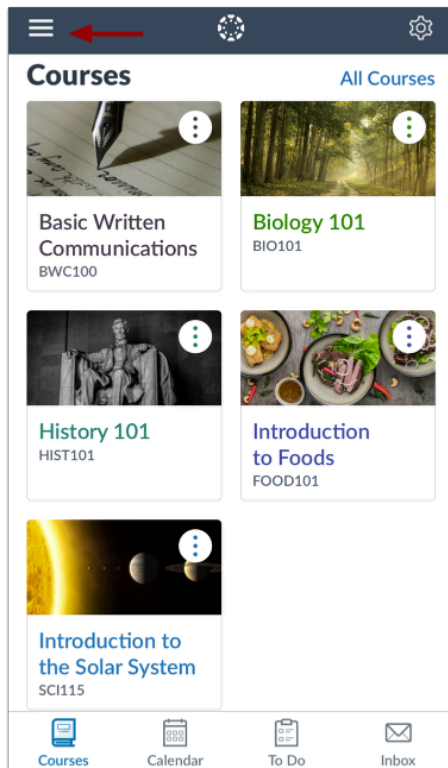 Courses
All Courses
Basic Written
Communications
BWC100
Biology 101
BIO101
History 101
HIST101
Introduction
to Foods
FOOD101
Introduction to
the Solar System
SCI115
Courses
Calendar
To Do
Inbox